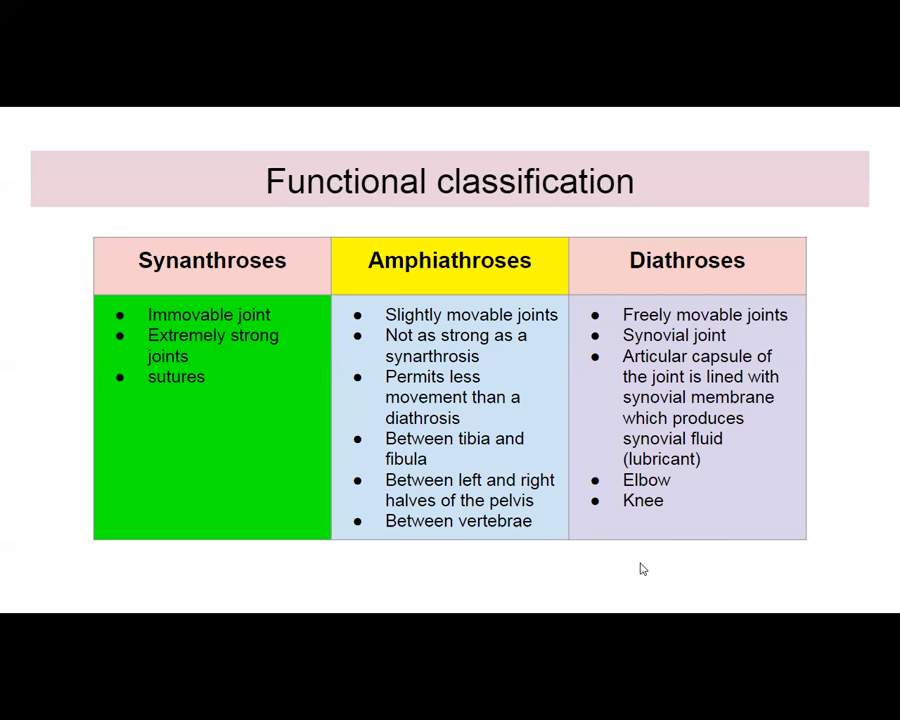 Functional classification
Synanthroses
Amphiathroses
Diathroses
● Immovable joint
● Extremely strong
joints
● sutures
● Slightly movable joints
● Not as strong as a
synarthrosis
● Permits less
movement than a
diathrosis
● Between tibia and
fibula
● Between left and right
halves of the pelvis
● Between vertebrae
● Freely movable joints
● Synovial joint
● Articular capsule of
the joint is lined with
synovial membrane
which produces
synovial fluid
(lubricant)
● Elbow
● Knee